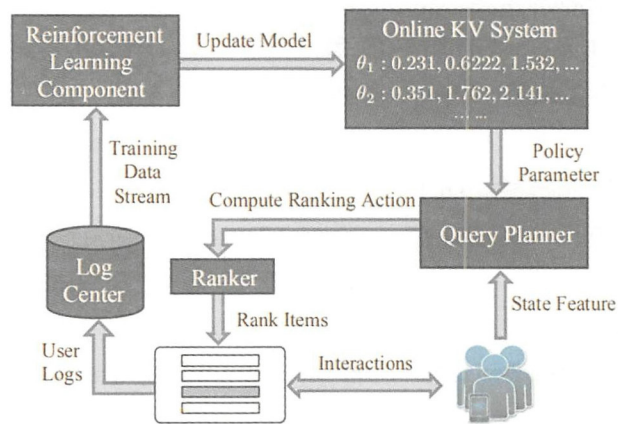 Reinforcement
Learning
Component
Update Model
Online KV System
θ₁ : 0.231, 0.6222, 1.532, ...
θ₂ : 0.351, 1.762, 2.141, ...
... ...
Training
Data
Stream
Policy
Parameter
Compute Ranking Action
Query Planner
Log
Center
Ranker
State Feature
Rank Items
User
Logs
Interactions